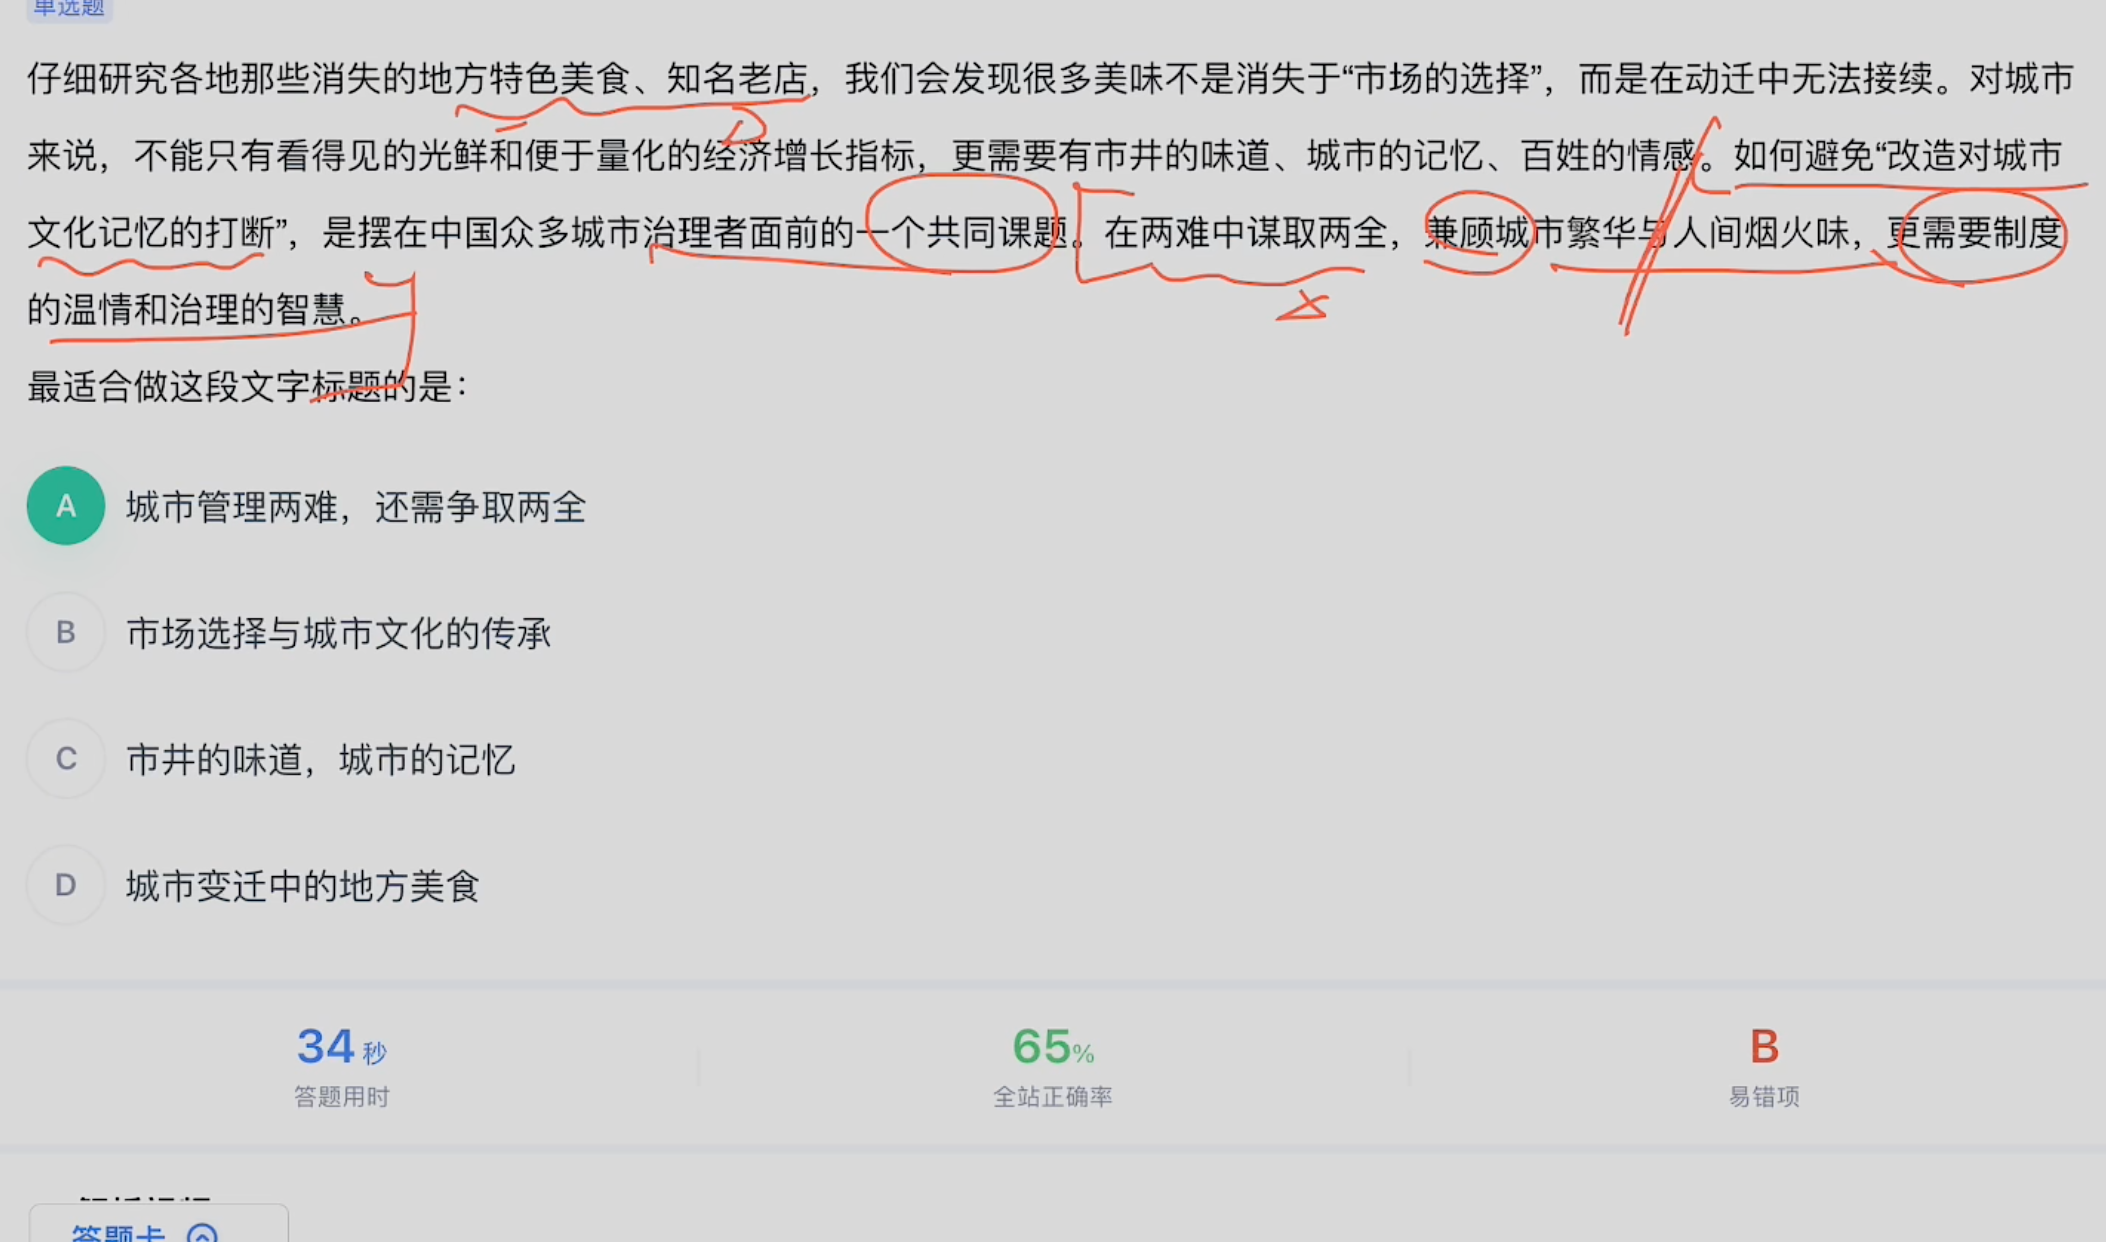 单选题
仔细研究各地那些消失的地方特色美食、知名老店，我们会发现很多美味不是消失于“市场的选择”，而是在动迁中无法接续。对城市
来说，不能只有看得见的光鲜和便于量化的经济增长指标，更需要有市井的味道、城市的记忆、百姓的情感。如何避免“改造对城市
文化记忆的打断”，是摆在中国众多城市治理者面前的一个共同课题。在两难中谋取两全，兼顾城市繁华与人间烟火味，更需要制度
的温情和治理的智慧。
最适合做这段文字标题的是：
A 城市管理两难，还需争取两全
B 市场选择与城市文化的传承
C 市井的味道，城市的记忆
D 城市变迁中的地方美食
34秒 65% B
答题用时 全站正确率 易错项
答题卡